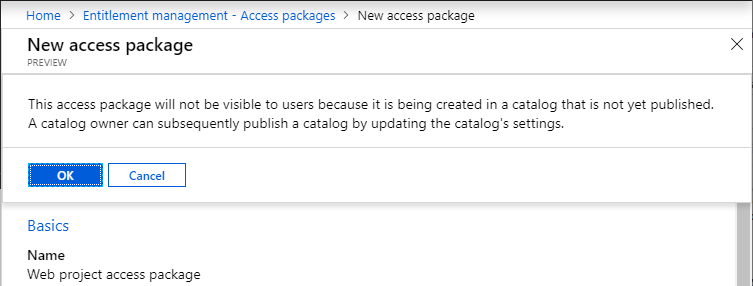 Home > Entitlement management - Access packages > New access package
New access package
PREVIEW
This access package will not be visible to users because it is being created in a catalog that is not yet published.
A catalog owner can subsequently publish a catalog by updating the catalog's settings.
OK Cancel
Basics
Name
Web project access package